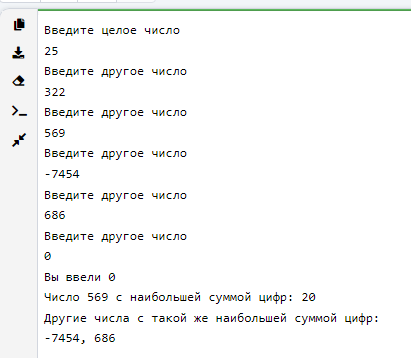 Введите целое число
25
Введите другое число
322
Введите другое число
569
Введите другое число
-7454
Введите другое число
686
Введите другое число
0
Вы ввели 0
Число 569 с наибольшей суммой цифр: 20
Другие числа с такой же наибольшей суммой цифр:
-7454, 686